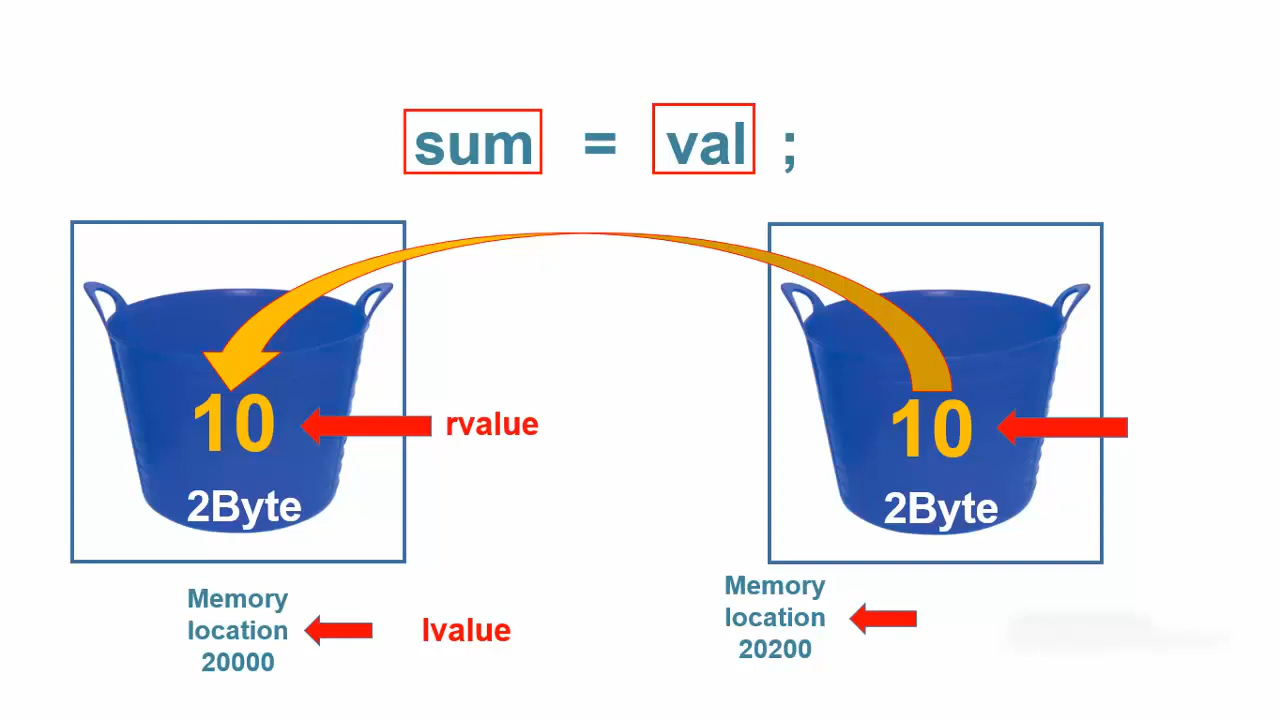 sum = val ;
10
rvalue
2Byte
10
2Byte
Memory
location
20000
lvalue
Memory
location
20200